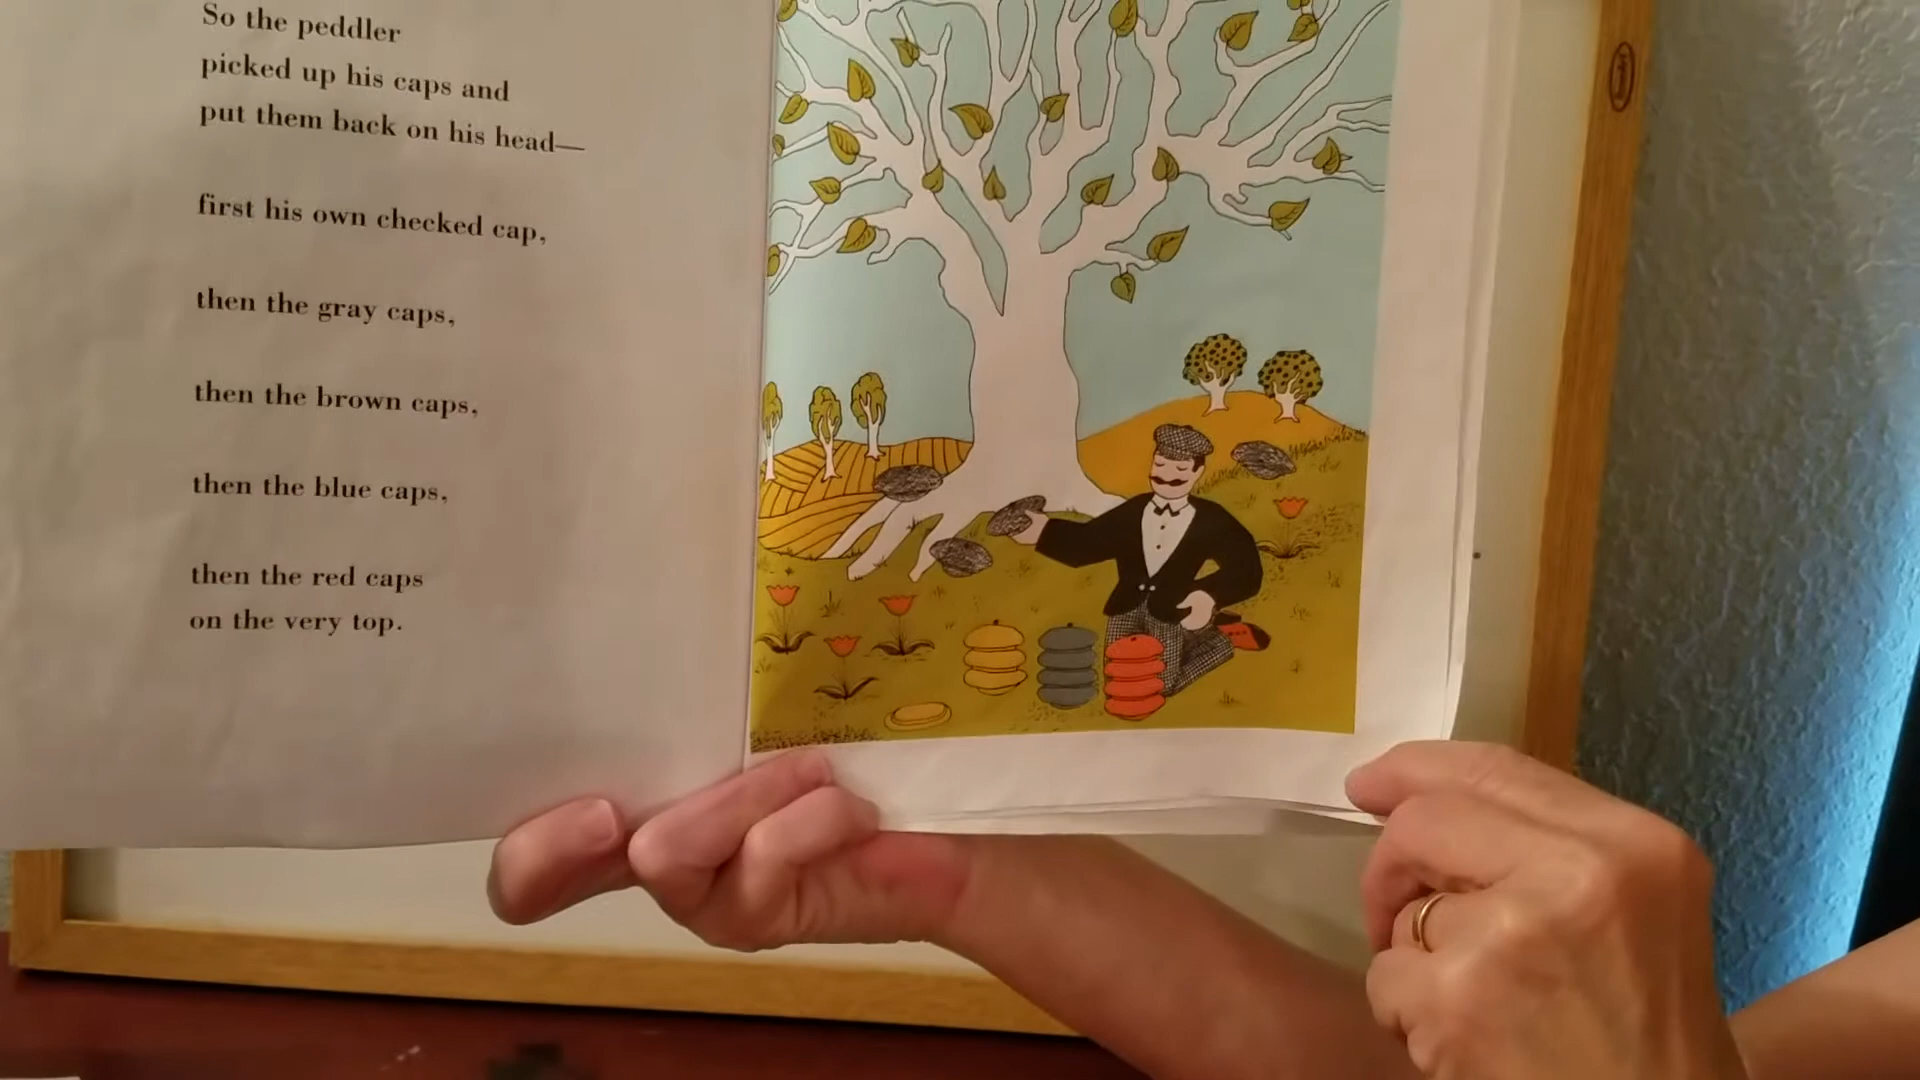 So the peddler
picked up his caps and
put them back on his head—
first his own checked cap,
then the gray caps,
then the brown caps,
then the blue caps,
then the red caps
on the very top.